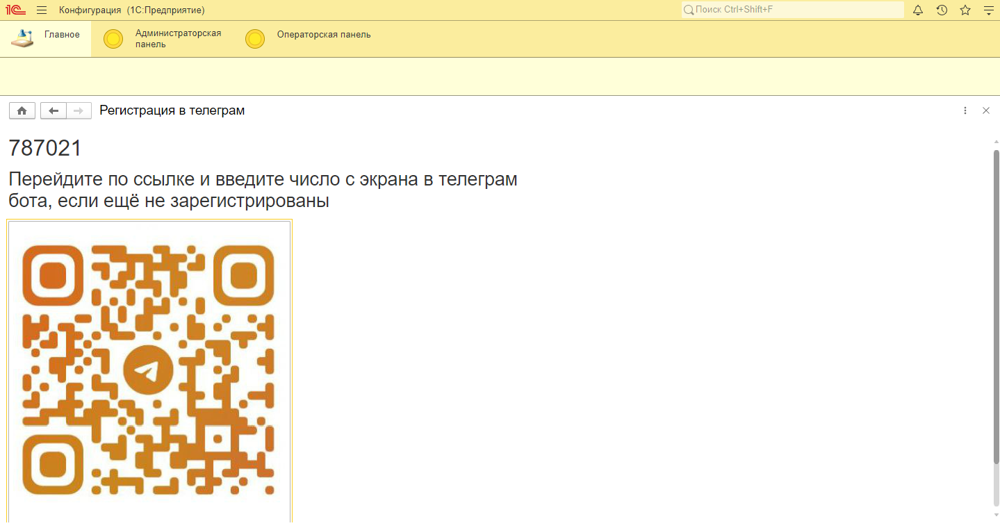 1С Конфигурация (1С:Предприятие) Поиск Ctrl+Shift+F
Главное
Администраторская
панель
Операторская панель
Регистрация в телеграм
787021
Перейдите по ссылке и введите число с экрана в телеграм
бота, если ещё не зарегистрированы